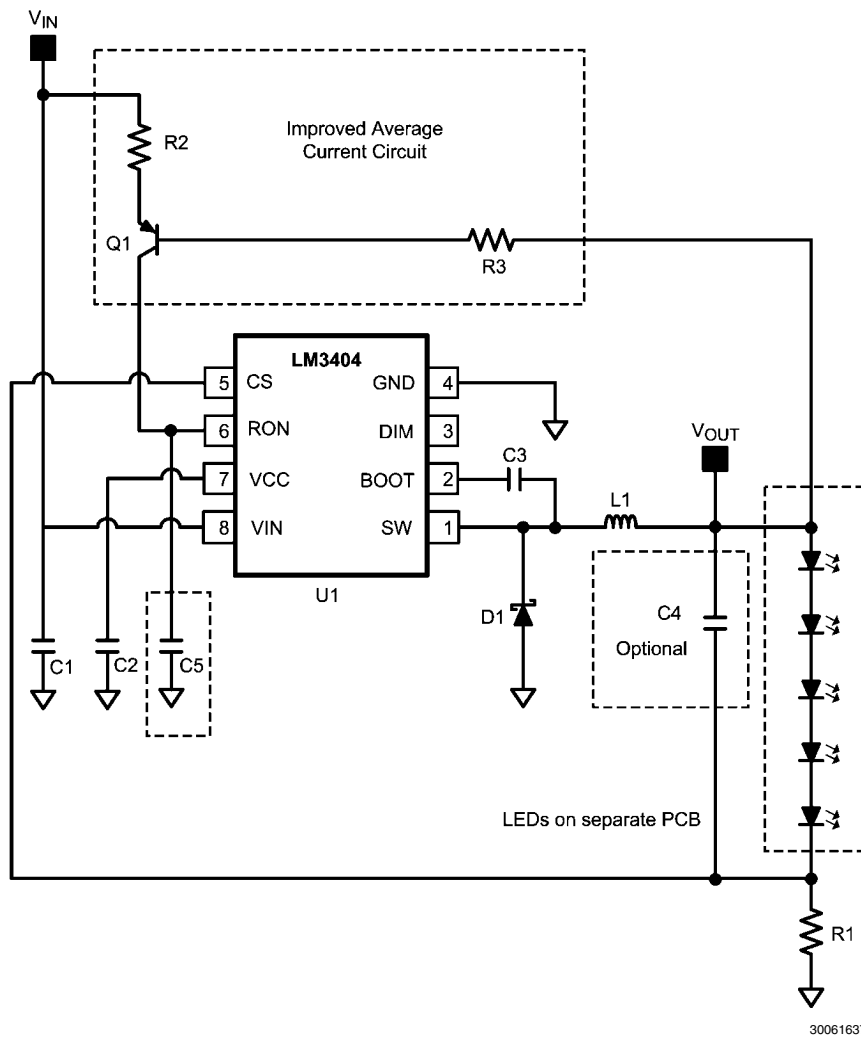 VIN
Improved Average
Current Circuit
R2
Q1
R3
LM3404
5 CS GND 4
6 RON DIM 3
7 VCC BOOT 2
8 VIN SW 1
U1
C3
VOUT
L1
D1
C4
Optional
C1
C2
C5
LEDs on separate PCB
R1